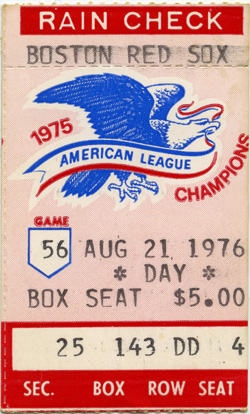 RAIN CHECK
BOSTON RED SOX
1975
AMERICAN LEAGUE
CHAMPIONS
GAME
56 AUG 21 1976
* DAY *
BOX SEAT $5.00
25 143 DD 4
SEC. BOX ROW SEAT